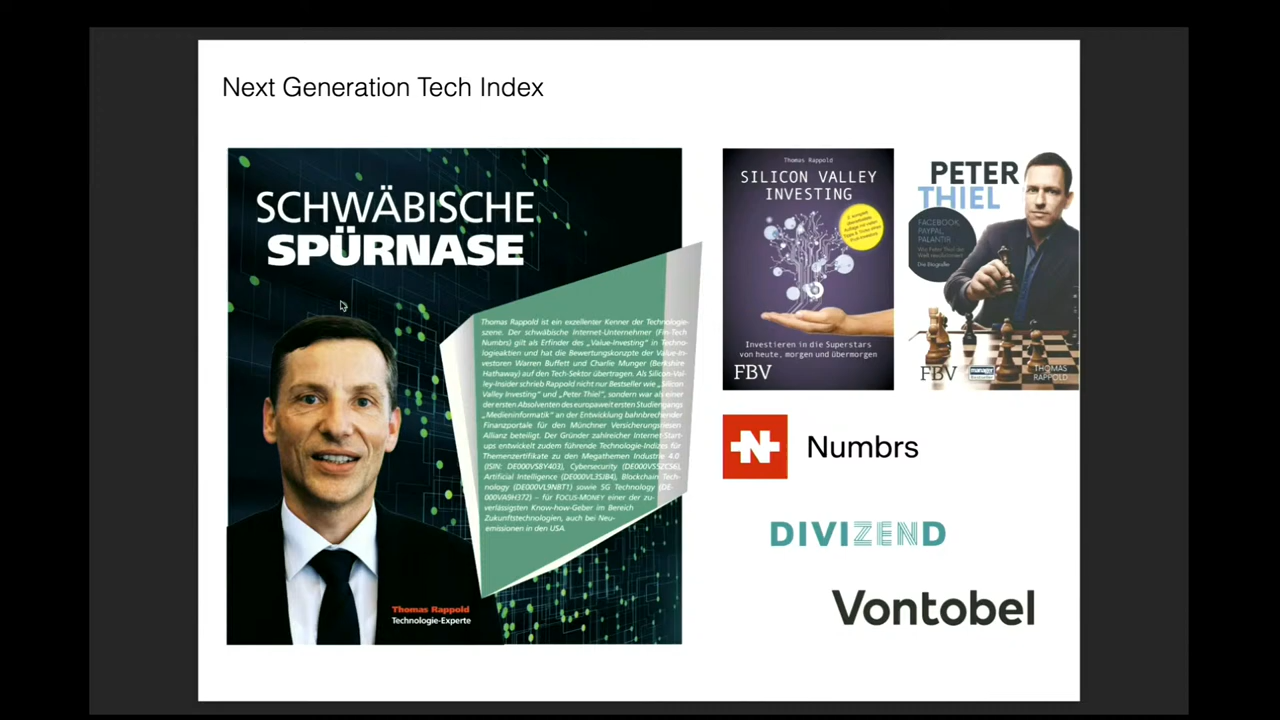 Next Generation Tech Index
SCHWÄBISCHE
SPÜRNASE
Thomas Rappold ist ein exzellenter Kenner der Technologie-
szene. Der schwäbische Internet-Unternehmer (Fin-Tech
Numbrs) gilt als Erfinder des „Value-Investing“ in Techno-
logieaktien und hat die Bewertungskonzpte der Value-In-
vestoren Warren Buffett und Charlie Munger (Berkshire
Hathaway) auf den Tech-Sektor übertragen. Als Silicon-Val-
ley-Insider schrieb Rappold nicht nur Bestseller wie „Silicon
Valley Investing“ und „Peter Thiel“, sondern war als einer
der ersten Absolventen des europaweit ersten Studiengangs
„Medieninformatik“ an der Entwicklung bahnbrechender
Finanzportale für den Münchner Versicherungsriesen
Allianz beteiligt. Der Gründer zahlreicher Internet-Start-
ups entwickelt zudem führende Technologie-Indizes für
Themenzertifikate zu den Megathemen Industrie 4.0
(ISIN: DE000VS8Y403), Cybersecurity
Artificial Intelligence (DE000VL3SJB4), Blockchain Tech-
nology (DE000VL9NBT1) sowie 5G Technology (DE-
000VA9H372) – für FOCUS-MONEY einer der zu-
verlässigsten Know-how-Geber im Bereich
Zukunftstechnologien, auch bei Neu-
emissionen in den USA.
Thomas Rappold
Technologie-Experte
Thomas Rappold
SILICON VALLEY
INVESTING
Investieren in die Superstars
von heute, morgen und übermorgen
FBV
PETER
THIEL
FACEBOOK,
PAYPAL,
PALANTIR
Wie Peter Thiel die
Welt revolutioniert
Die Biografie
FBV
THOMAS
RAPPOLD
Numbrs
DIVIZEND
Vontobel